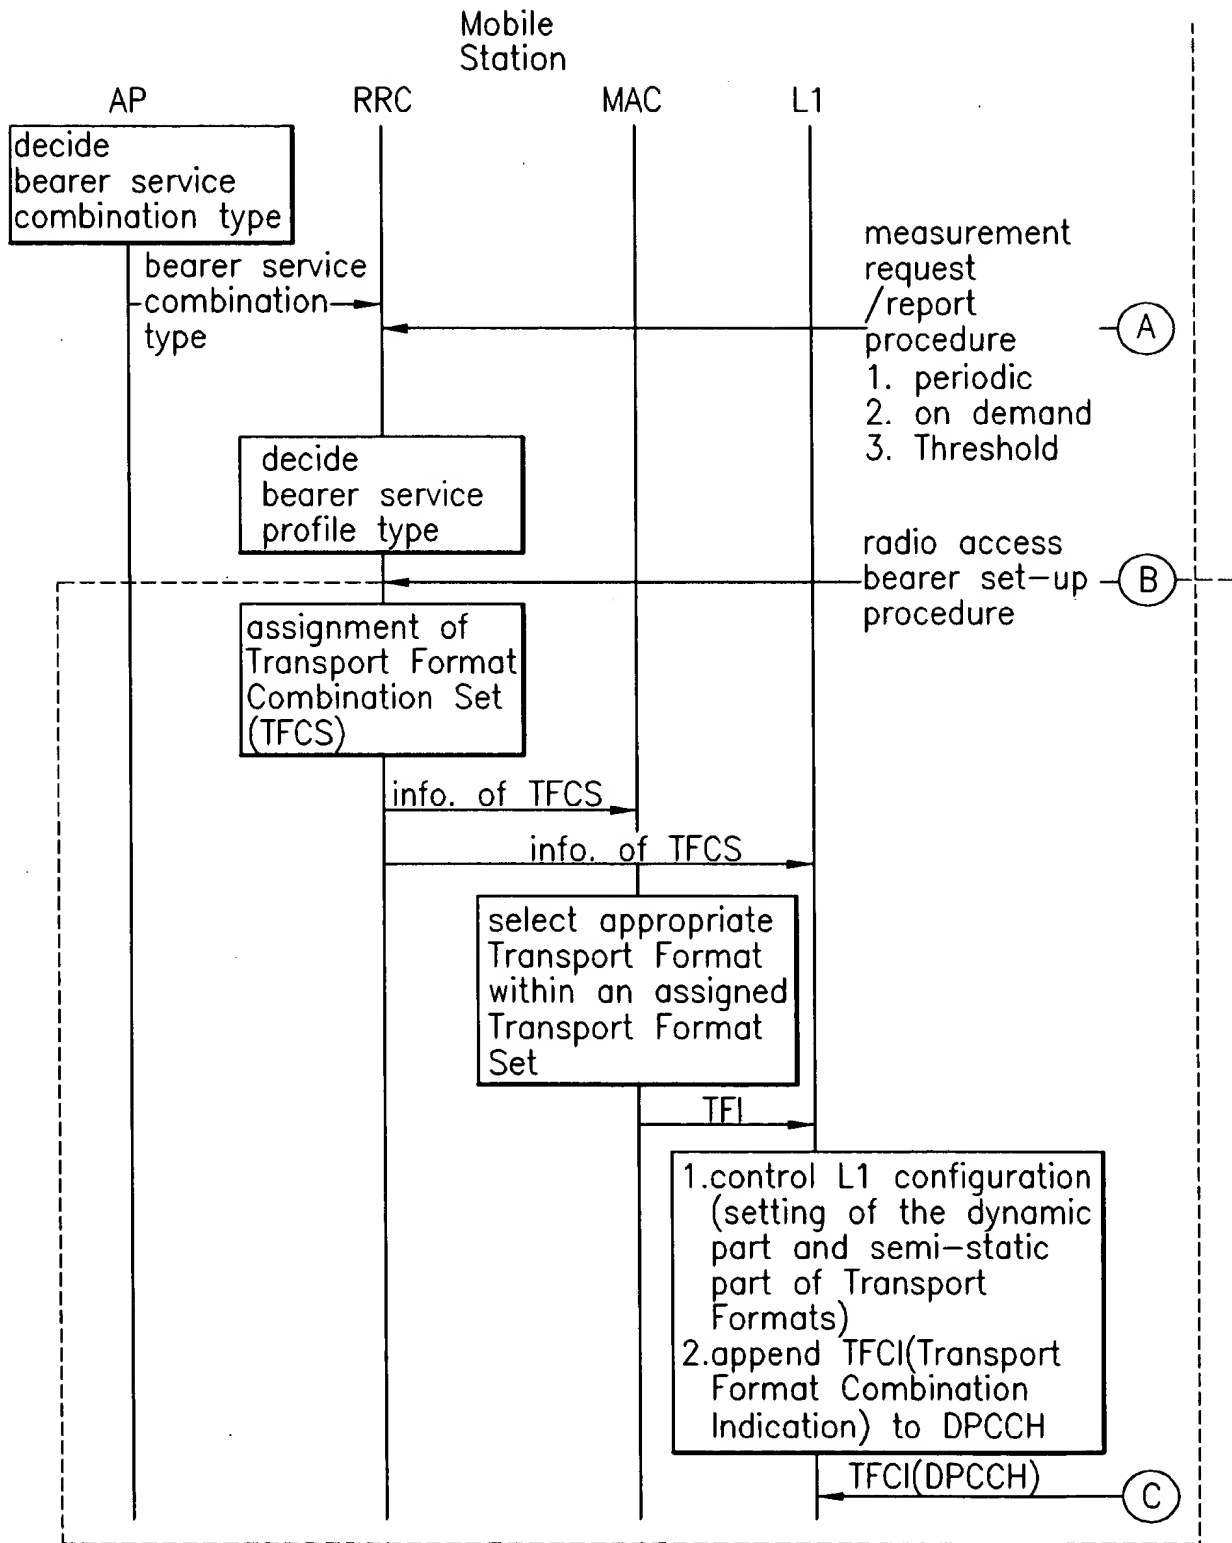 Mobile
Station
AP
RRC
MAC
L1
decide
bearer service
combination type
bearer service
combination
type
measurement
request
/report
procedure
1. periodic
2. on demand
3. Threshold
A
decide
bearer service
profile type
radio access
bearer set-up
procedure
B
assignment of
Transport Format
Combination Set
(TFCS)
info. of TFCS
info. of TFCS
select appropriate
Transport Format
within an assigned
Transport Format
Set
TFI
1.control L1 configuration
(setting of the dynamic
part and semi-static
part of Transport
Formats)
2.append TFCI(Transport
Format Combination
Indication) to DPCCH
TFCI(DPCCH)
C